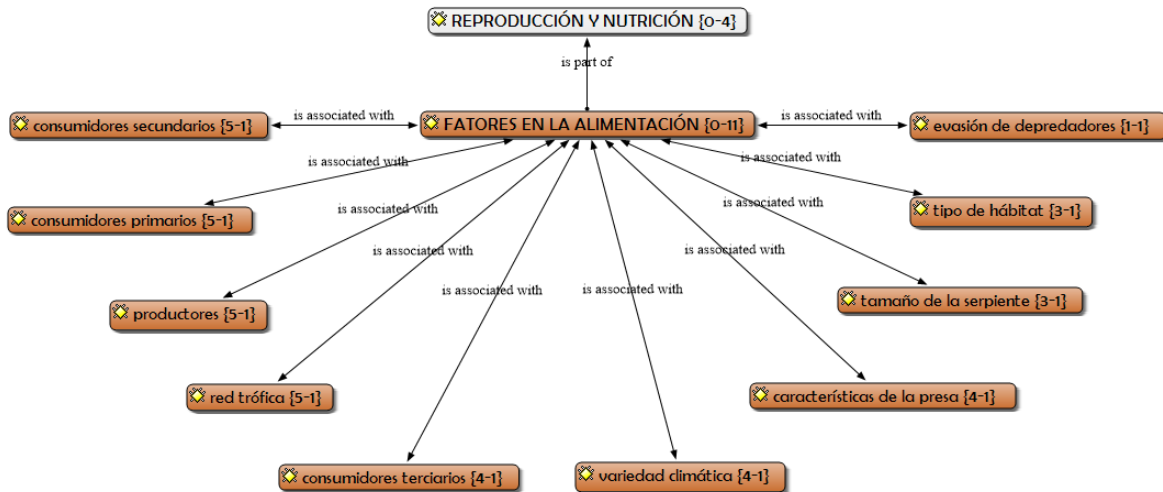 REPRODUCCIÓN Y NUTRICIÓN {0-4}
is part of
consumidores secundarios {5-1}
is associated with
FATORES EN LA ALIMENTACIÓN {0-11}
is associated with
evasión de depredadores {1-1}
is associated with
is associated with
consumidores primarios {5-1}
is associated with
is associated with
tipo de hábitat {3-1}
is associated with
is associated with
is associated with
is associated with
productores {5-1}
tamaño de la serpiente {3-1}
red trófica {5-1}
características de la presa {4-1}
consumidores terciarios {4-1}
variedad climática {4-1}